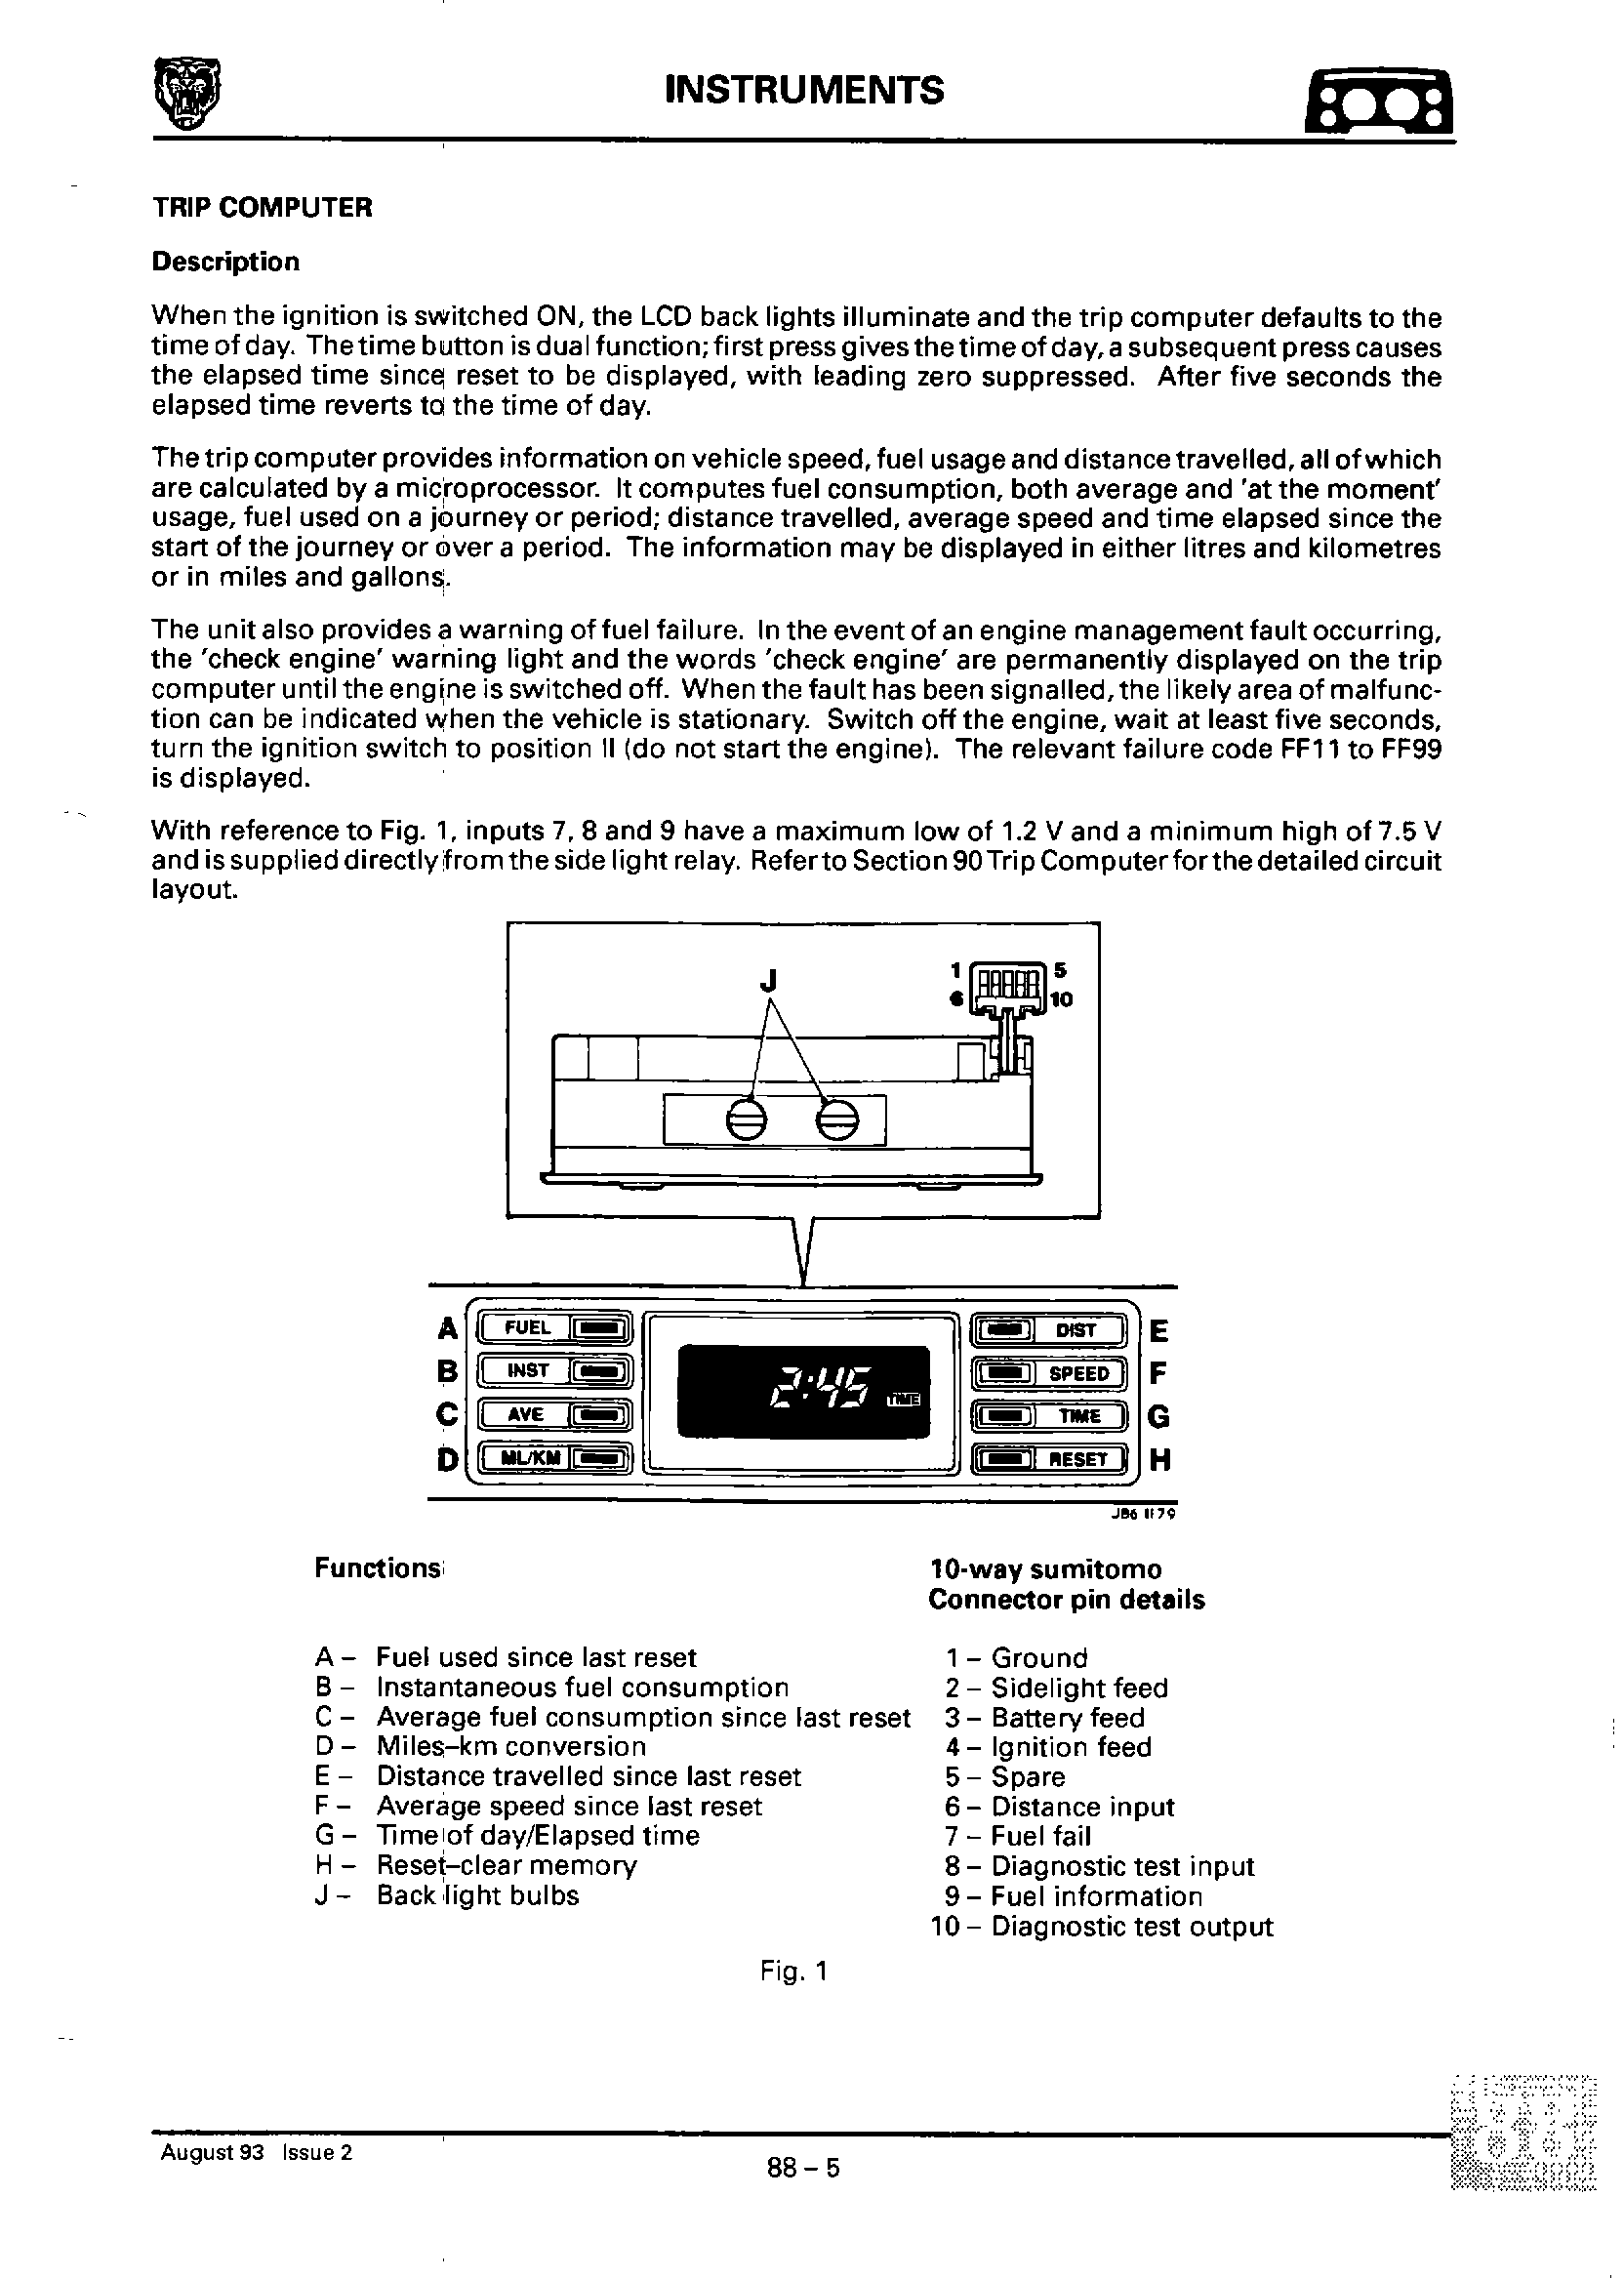 INSTRUMENTS
TRIP COMPUTER
Description
When the ignition is switched ON, the LCD back lights illuminate and the trip computer defaults to the
time of day. The time button is dual function; first press gives the time of day, a subsequent press causes
the elapsed time since reset to be displayed, with leading zero suppressed. After five seconds the
elapsed time reverts to the time of day.
The trip computer provides information on vehicle speed, fuel usage and distance travelled, all of which
are calculated by a microprocessor. It computes fuel consumption, both average and 'at the moment'
usage, fuel used on a journey or period; distance travelled, average speed and time elapsed since the
start of the journey or over a period. The information may be displayed in either litres and kilometres
or in miles and gallons.
The unit also provides a warning of fuel failure. In the event of an engine management fault occurring,
the 'check engine' warning light and the words 'check engine' are permanently displayed on the trip
computer until the engine is switched off. When the fault has been signalled, the likely area of malfunc-
tion can be indicated when the vehicle is stationary. Switch off the engine, wait at least five seconds,
turn the ignition switch to position II (do not start the engine). The relevant failure code FF11 to FF99
is displayed.
With reference to Fig. 1, inputs 7, 8 and 9 have a maximum low of 1.2 V and a minimum high of 7.5 V
and is supplied directly from the side light relay. Refer to Section 90 Trip Computer for the detailed circuit
layout.
J
1 5
6 10
A FUEL DIST E
B INST SPEED F
2:45 TIME
C AVE TIME G
D ML/KM RESET H
JB6 1179
Functions
10-way sumitomo
Connector pin details
A – Fuel used since last reset
B – Instantaneous fuel consumption
C – Average fuel consumption since last reset
D – Miles–km conversion
E – Distance travelled since last reset
F – Average speed since last reset
G – Time of day/Elapsed time
H – Reset–clear memory
J – Back light bulbs
1 – Ground
2 – Sidelight feed
3 – Battery feed
4 – Ignition feed
5 – Spare
6 – Distance input
7 – Fuel fail
8 – Diagnostic test input
9 – Fuel information
10 – Diagnostic test output
Fig. 1
August 93 Issue 2
88 – 5